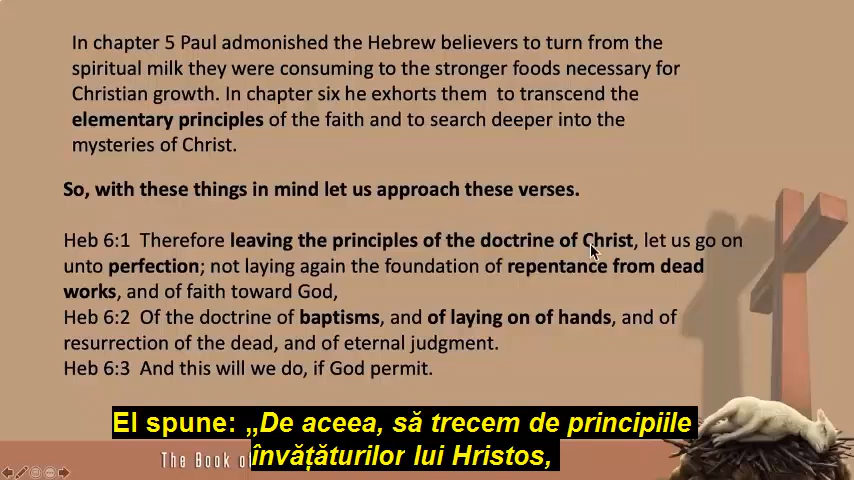 In chapter 5 Paul admonished the Hebrew believers to turn from the
spiritual milk they were consuming to the stronger foods necessary for
Christian growth. In chapter six he exhorts them  to transcend the
elementary principles of the faith and to search deeper into the
mysteries of Christ.
So, with these things in mind let us approach these verses.
Heb 6:1  Therefore leaving the principles of the doctrine of Christ, let us go on
unto perfection; not laying again the foundation of repentance from dead
works, and of faith toward God,
Heb 6:2  Of the doctrine of baptisms, and of laying on of hands, and of
resurrection of the dead, and of eternal judgment.
Heb 6:3  And this will we do, if God permit.
El spune: „De aceea, să trecem de principiile
învățăturilor lui Hristos,
The Book of